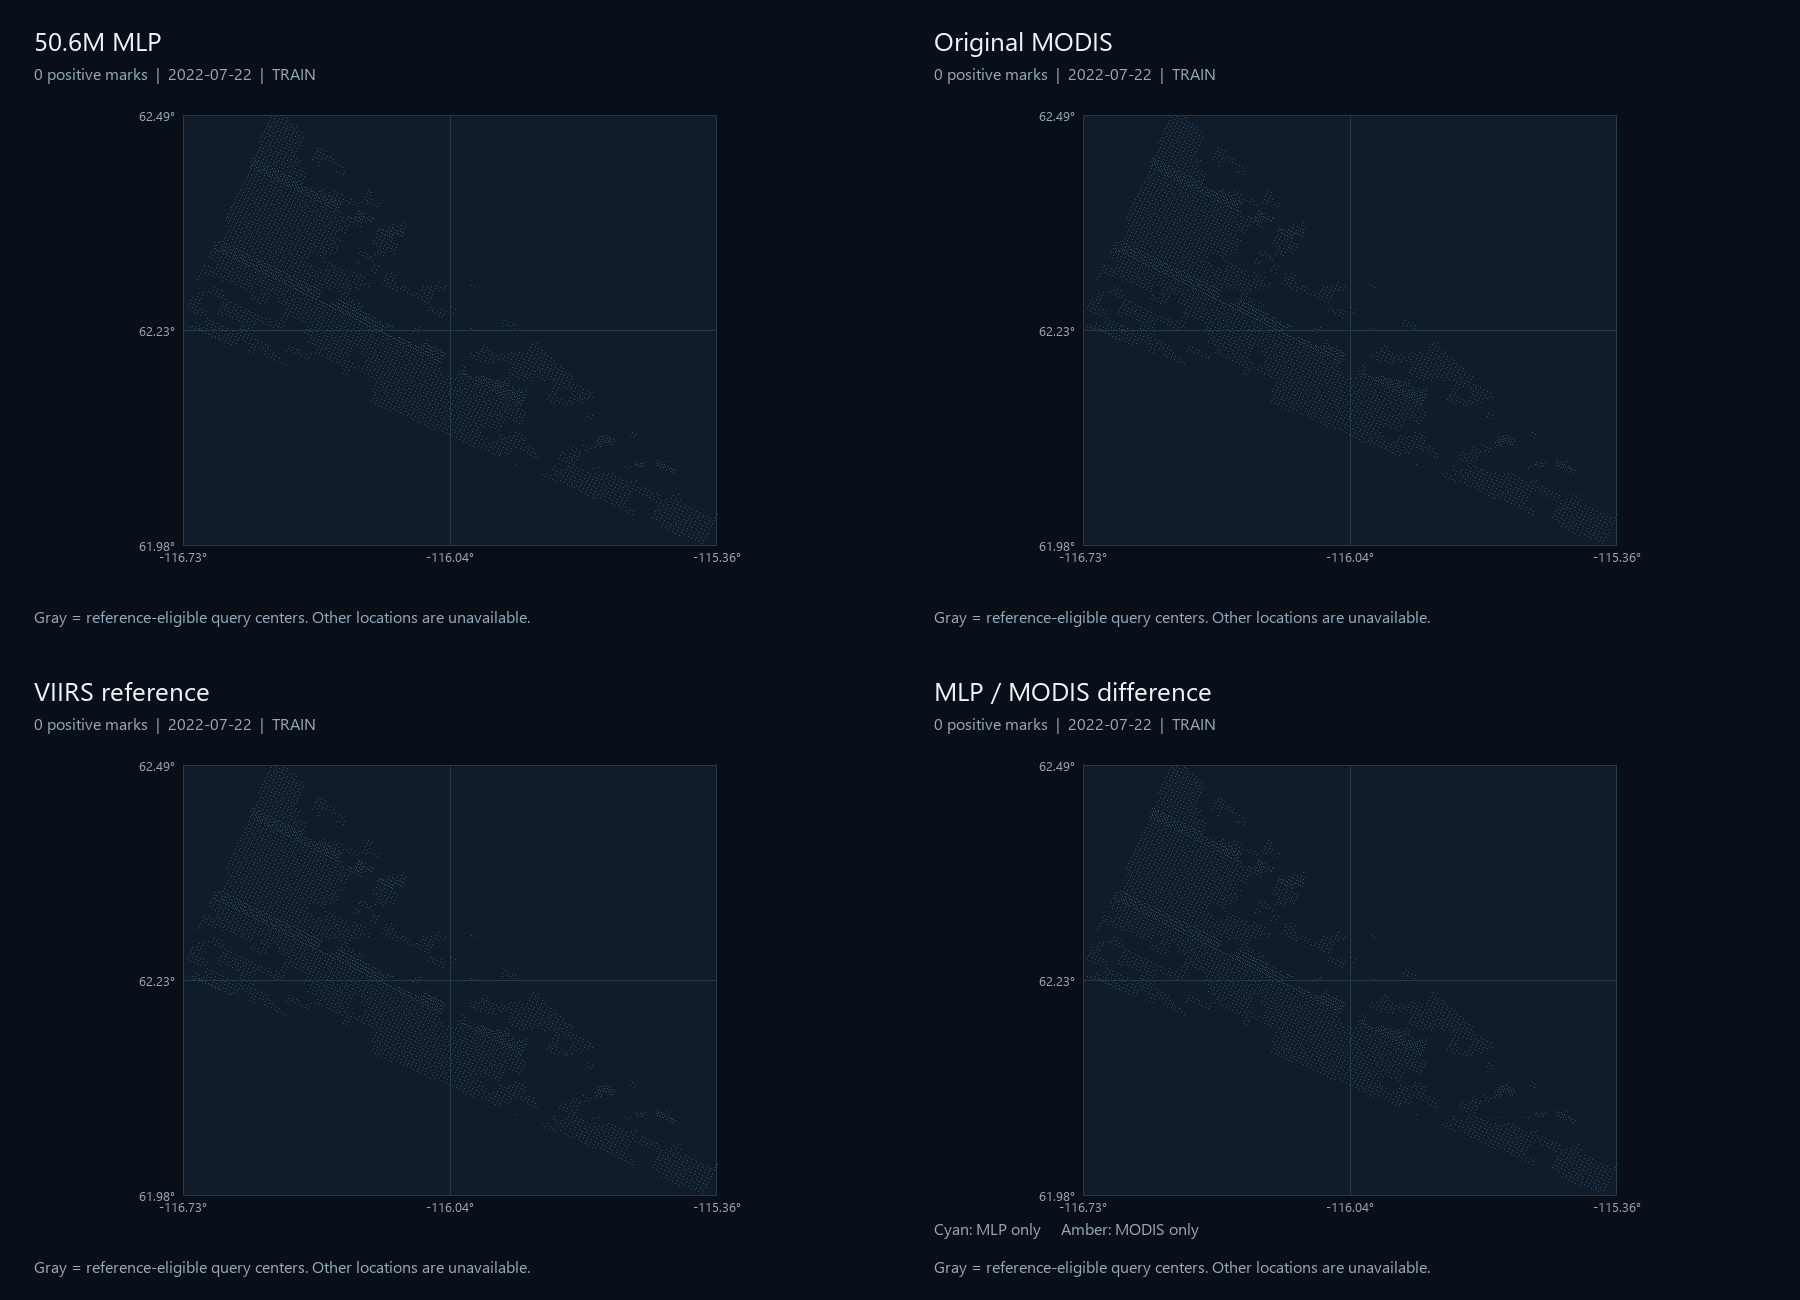 50.6M MLP
0 positive marks | 2022-07-22 | TRAIN
62.49°
62.23°
61.98°
-116.73°
-116.04°
-115.36°
Gray = reference-eligible query centers. Other locations are unavailable.
Original MODIS
0 positive marks | 2022-07-22 | TRAIN
62.49°
62.23°
61.98°
-116.73°
-116.04°
-115.36°
Gray = reference-eligible query centers. Other locations are unavailable.
VIIRS reference
0 positive marks | 2022-07-22 | TRAIN
62.49°
62.23°
61.98°
-116.73°
-116.04°
-115.36°
Gray = reference-eligible query centers. Other locations are unavailable.
MLP / MODIS difference
0 positive marks | 2022-07-22 | TRAIN
62.49°
62.23°
61.98°
-116.73°
-116.04°
-115.36°
Cyan: MLP only Amber: MODIS only
Gray = reference-eligible query centers. Other locations are unavailable.